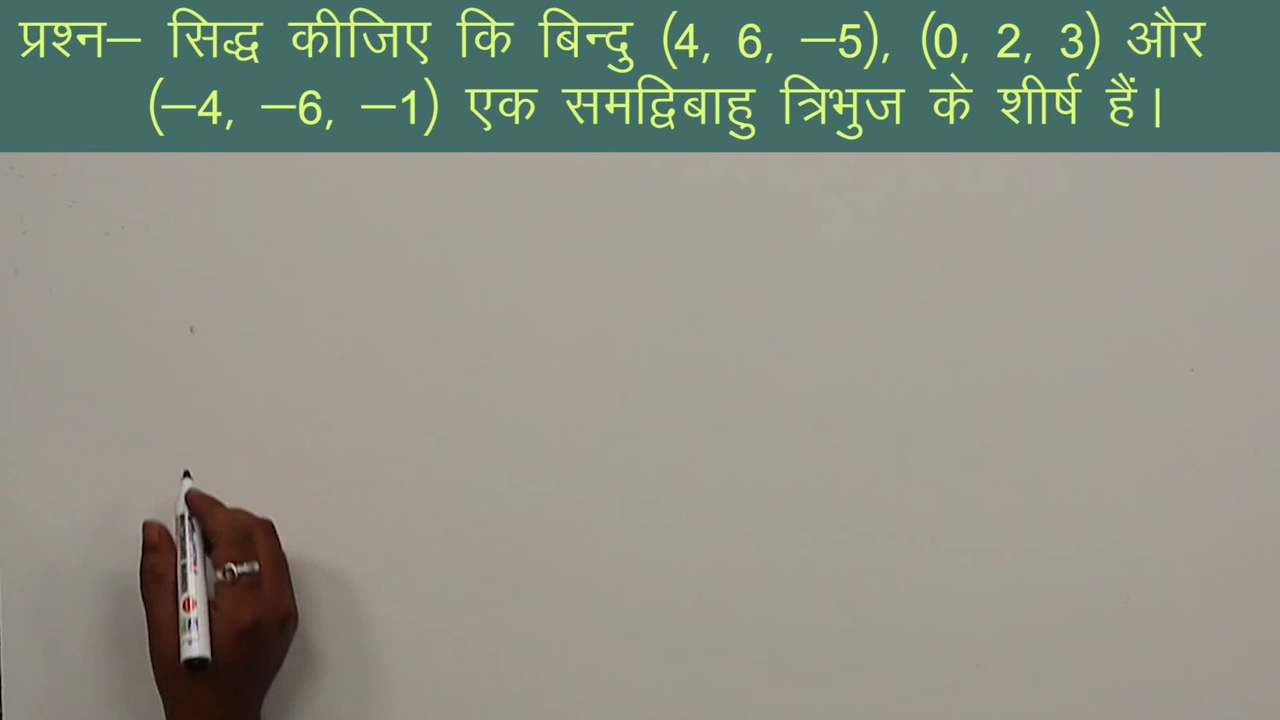 प्रश्न– सिद्ध कीजिए कि बिन्दु (4, 6, –5), (0, 2, 3) और
(–4, –6, –1) एक समद्विबाहु त्रिभुज के शीर्ष हैं।